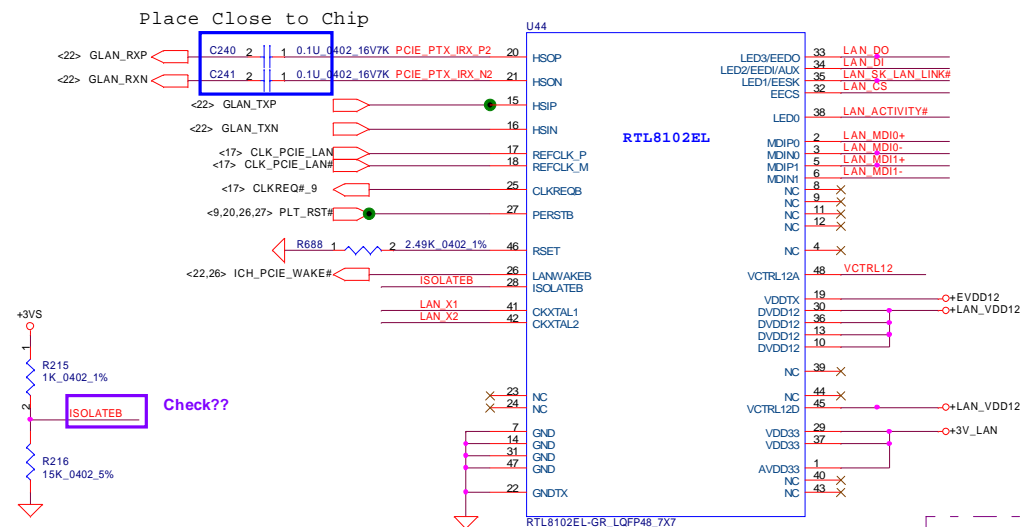 Place Close to Chip
U44
<22> GLAN_RXP C240 2 1 0.1U_0402_16V7K PCIE_PTX_IRX_P2 20 HSOP
<22> GLAN_RXN C241 2 1 0.1U_0402_16V7K PCIE_PTX_IRX_N2 21 HSON
<22> GLAN_TXP 15 HSIP
<22> GLAN_TXN 16 HSIN
<17> CLK_PCIE_LAN 17 REFCLK_P
<17> CLK_PCIE_LAN# 18 REFCLK_M
<17> CLKREQ#_9 25 CLKREQB
<9,20,26,27> PLT_RST# 27 PERSTB
R688 1 2 2.49K_0402_1% 46 RSET
<22,26> ICH_PCIE_WAKE# 26 LANWAKEB
ISOLATEB 28 ISOLATEB
LAN_X1 41 CKXTAL1
LAN_X2 42 CKXTAL2
23 NC
24 NC
7 GND
14 GND
31 GND
47 GND
22 GNDTX
RTL8102EL
LED3/EEDO 33 LAN_DO
LED2/EEDI/AUX 34 LAN_DI
LED1/EESK 35 LAN_SK_LAN_LINK#
EECS 32 LAN_CS
LED0 38 LAN_ACTIVITY#
MDIP0 2 LAN_MDI0+
MDIN0 3 LAN_MDI0-
MDIP1 5 LAN_MDI1+
MDIN1 6 LAN_MDI1-
NC 8
NC 9
NC 11
NC 12
NC 4
VCTRL12A 48 VCTRL12
VDDTX 19 +EVDD12
DVDD12 30 +LAN_VDD12
DVDD12 36
DVDD12 13
DVDD12 10
NC 39
NC 44
VCTRL12D 45 +LAN_VDD12
VDD33 29 +3V_LAN
VDD33 37
AVDD33 1
NC 40
NC 43
RTL8102EL-GR_LQFP48_7X7
+3VS
1
R215
1K_0402_1%
2
ISOLATEB
Check??
R216
15K_0402_5%